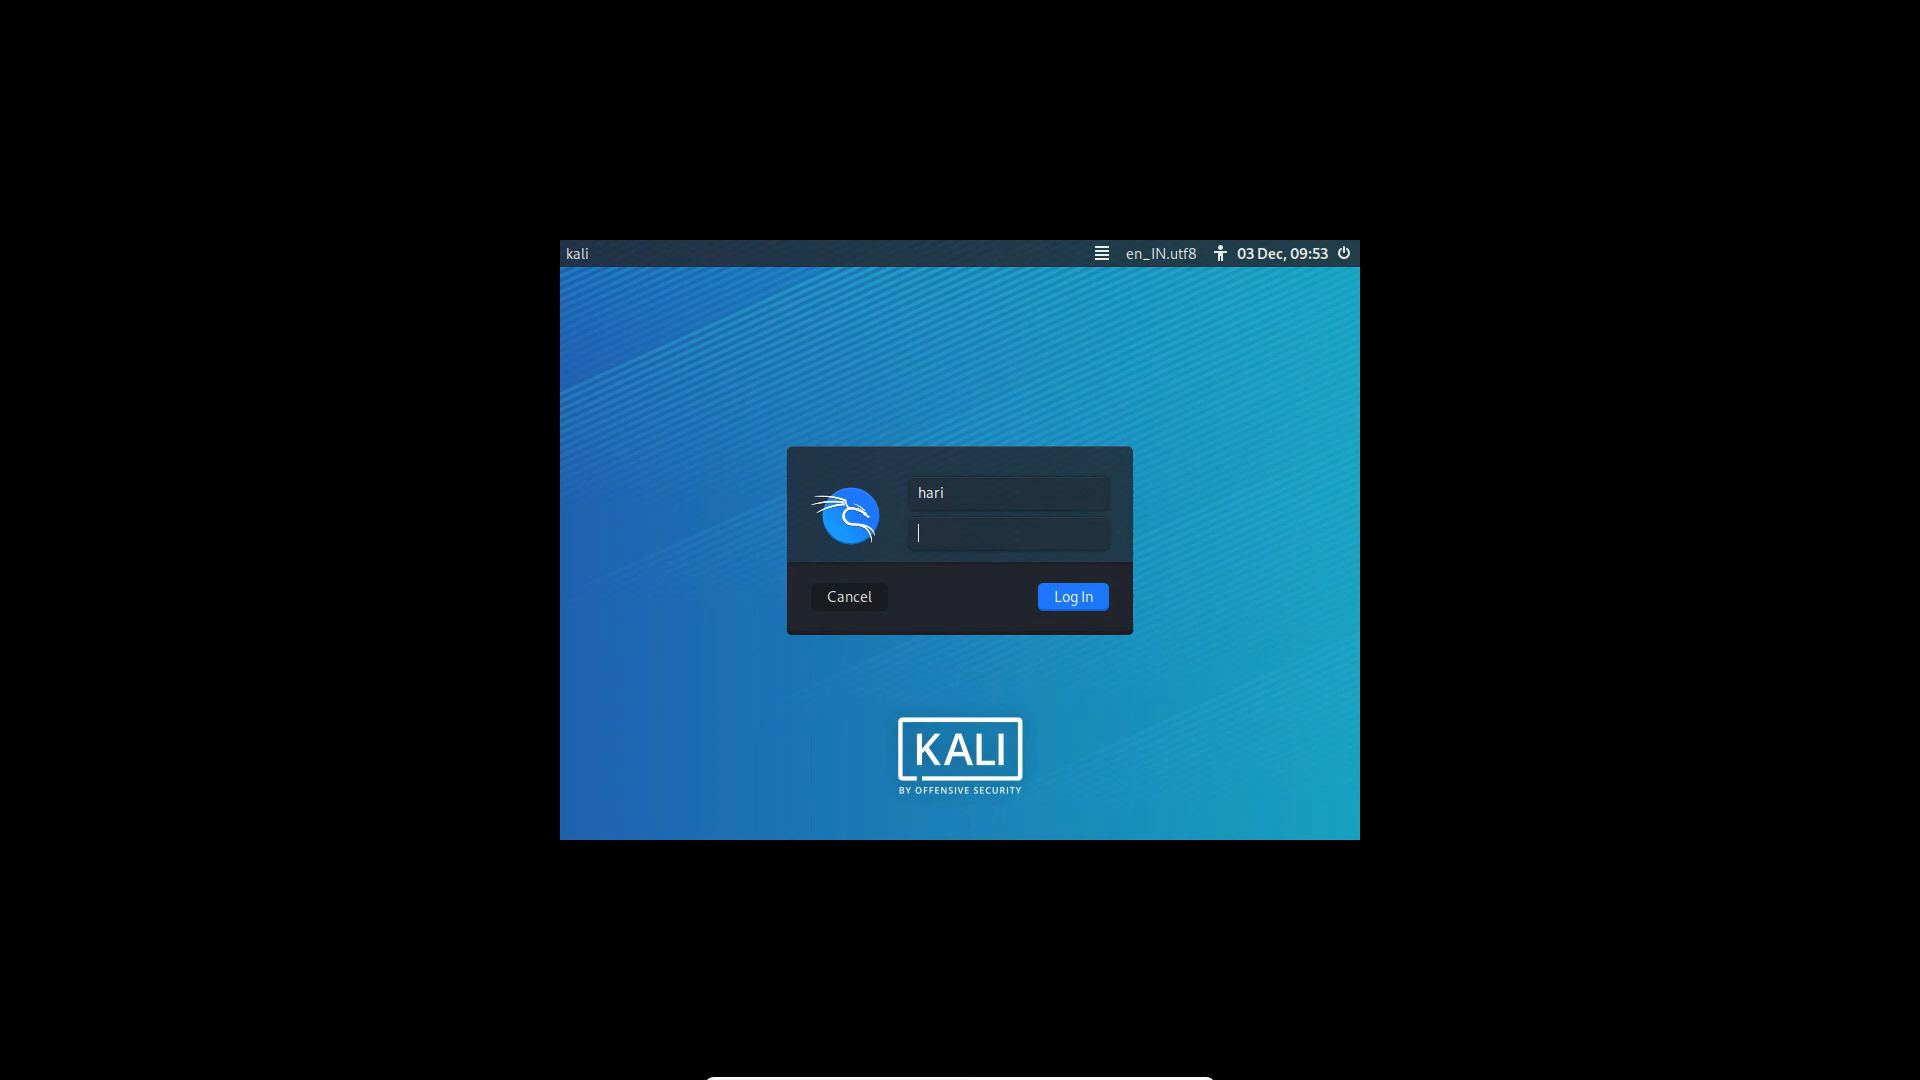 kali en_IN.utf8 03 Dec, 09:53
hari
Cancel Log In
KALI
BY OFFENSIVE SECURITY